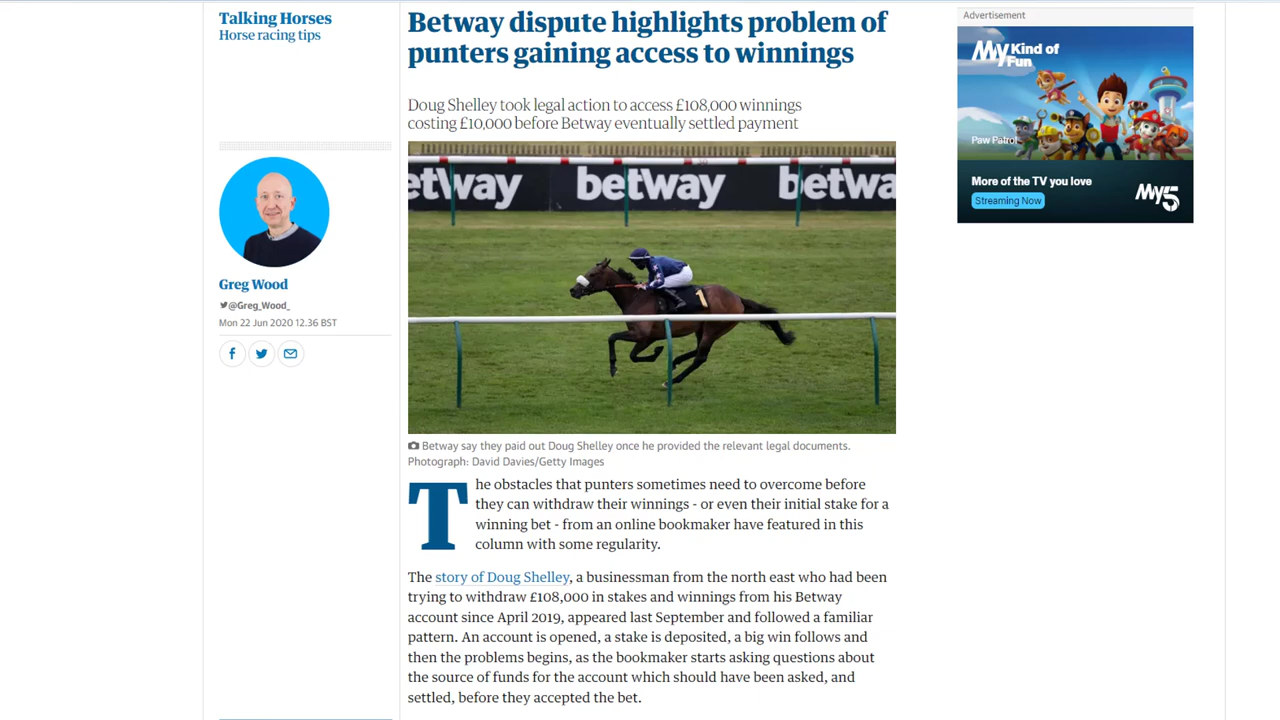 Talking Horses
Horse racing tips
Betway dispute highlights problem of
punters gaining access to winnings
Doug Shelley took legal action to access £108,000 winnings
costing £10,000 before Betway eventually settled payment
etway betway betwa
1
Greg Wood
@Greg_Wood_
Mon 22 Jun 2020 12.36 BST
Betway say they paid out Doug Shelley once he provided the relevant legal documents.
Photograph: David Davies/Getty Images
The obstacles that punters sometimes need to overcome before
they can withdraw their winnings - or even their initial stake for a
winning bet - from an online bookmaker have featured in this
column with some regularity.
The story of Doug Shelley, a businessman from the north east who had been
trying to withdraw £108,000 in stakes and winnings from his Betway
account since April 2019, appeared last September and followed a familiar
pattern. An account is opened, a stake is deposited, a big win follows and
then the problems begins, as the bookmaker starts asking questions about
the source of funds for the account which should have been asked, and
settled, before they accepted the bet.
Advertisement
My Kind of
Fun
Paw Patrol
More of the TV you love
Streaming Now
My5